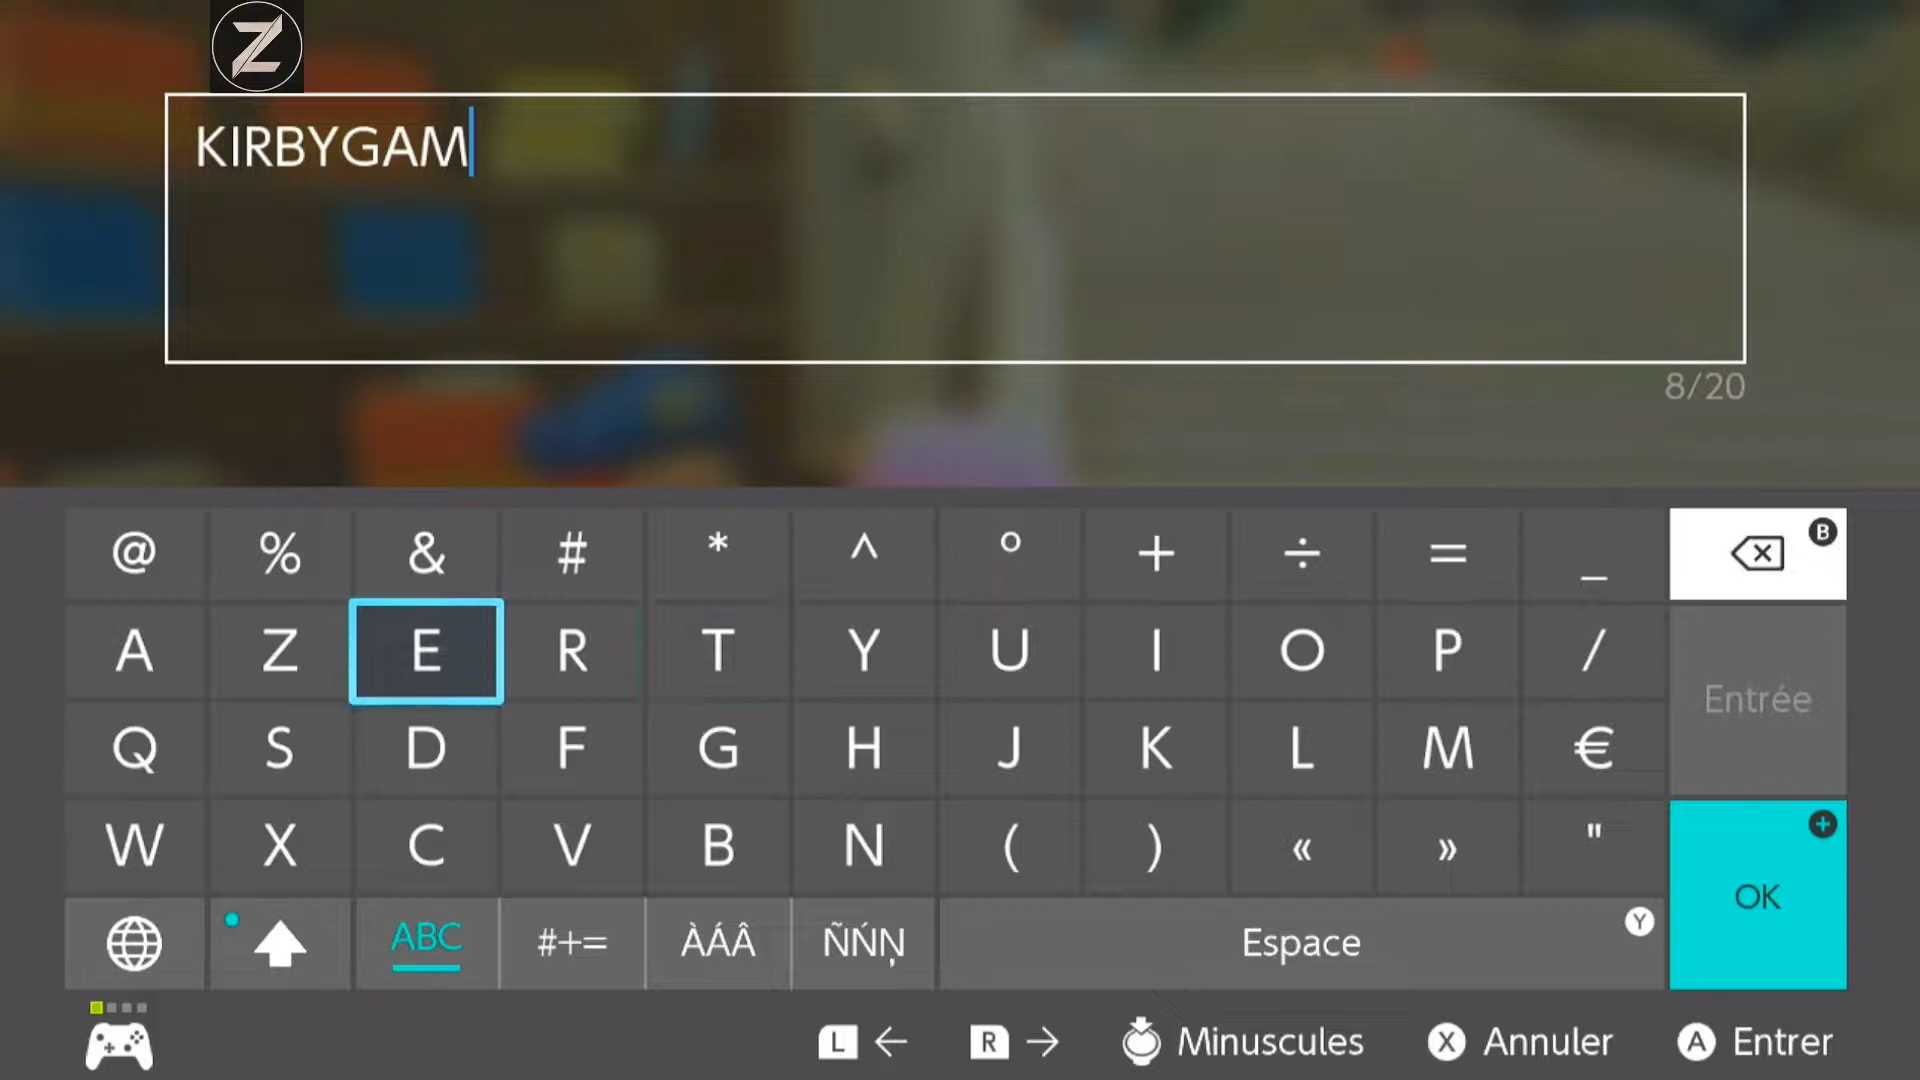 Z
KIRBYGAM
8/20
@ % & # * ^ ° + ÷ = _ B
A Z E R T Y U I O P / Entrée
Q S D F G H J K L M €
W X C V B N ( ) « » " + OK
ABC #+= ÀÁÂ ÑŃŅ Espace Y
L ← R → Minuscules X Annuler A Entrer